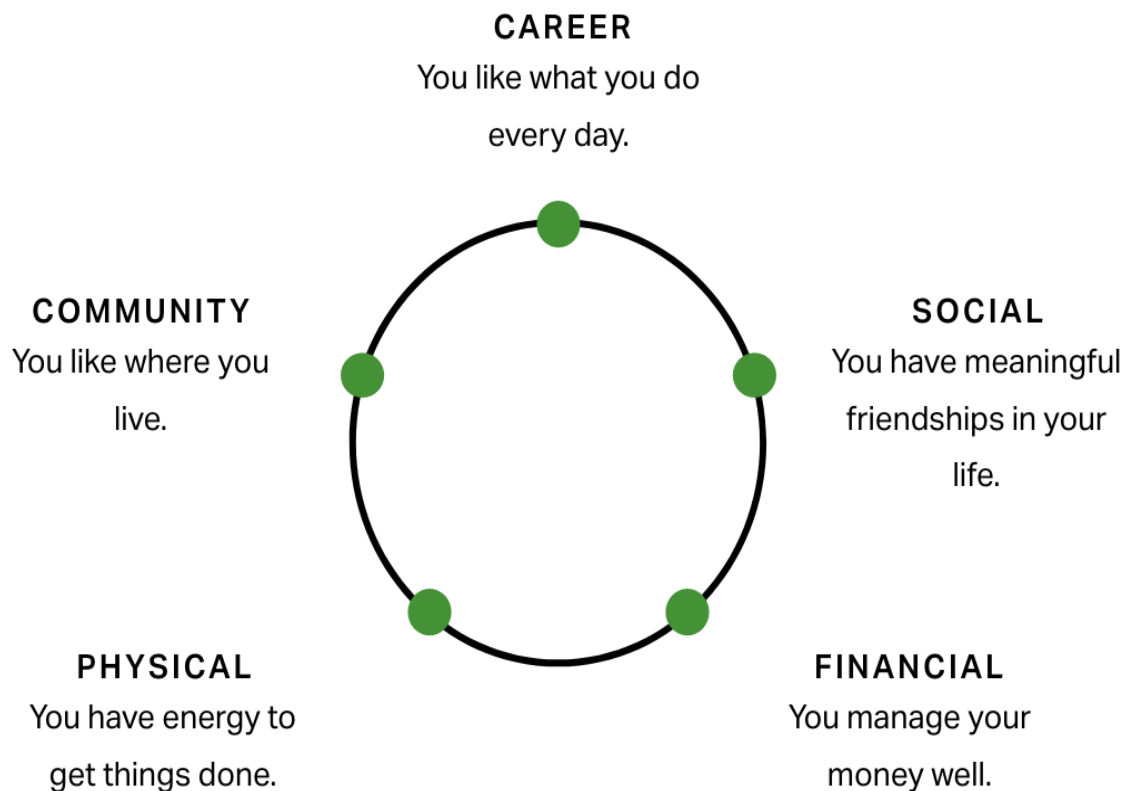 CAREER
You like what you do
every day.
COMMUNITY
You like where you
live.
SOCIAL
You have meaningful
friendships in your
life.
PHYSICAL
You have energy to
get things done.
FINANCIAL
You manage your
money well.